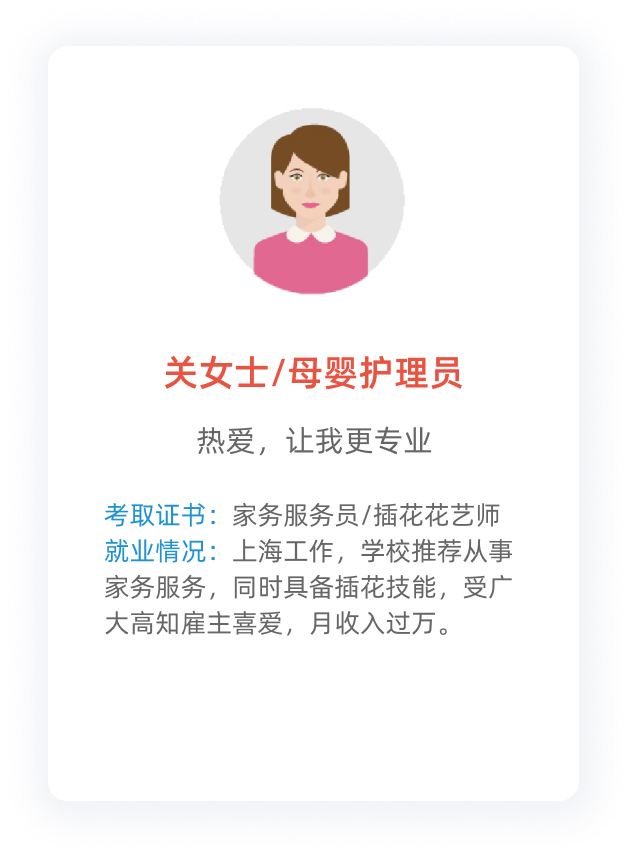 关女士/母婴护理员
热爱，让我更专业
考取证书：家务服务员/插花花艺师
就业情况：上海工作，学校推荐从事
家务服务，同时具备插花技能，受广
大高知雇主喜爱，月收入过万。